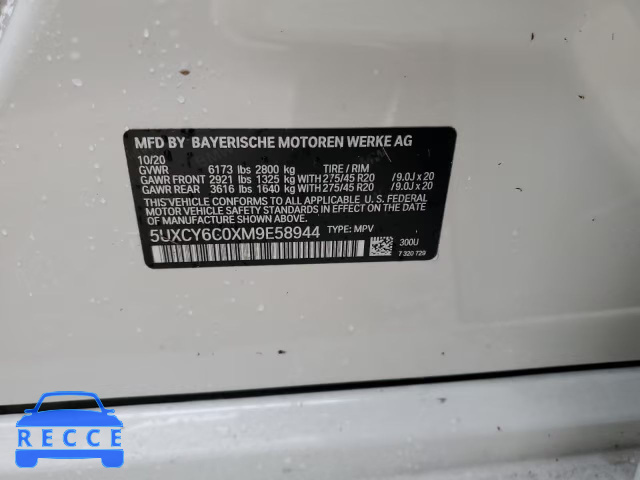 MFD BY BAYERISCHE MOTOREN WERKE AG
10/20
GVWR 6173 lbs 2800 kg TIRE / RIM
GAWR FRONT 2921 lbs 1325 kg WITH 275/45 R20 /9.0J x 20
GAWR REAR 3616 lbs 1640 kg WITH 275/45 R20 /9.0J x 20
THIS VEHICLE CONFORMS TO ALL APPLICABLE U.S. FEDERAL
MOTOR VEHICLE SAFETY STANDARDS IN EFFECT ON THE DATE
OF MANUFACTURE SHOWN ABOVE.
5UXCY6C0XM9E58944 TYPE: MPV
300U
7 320 729
RECCE